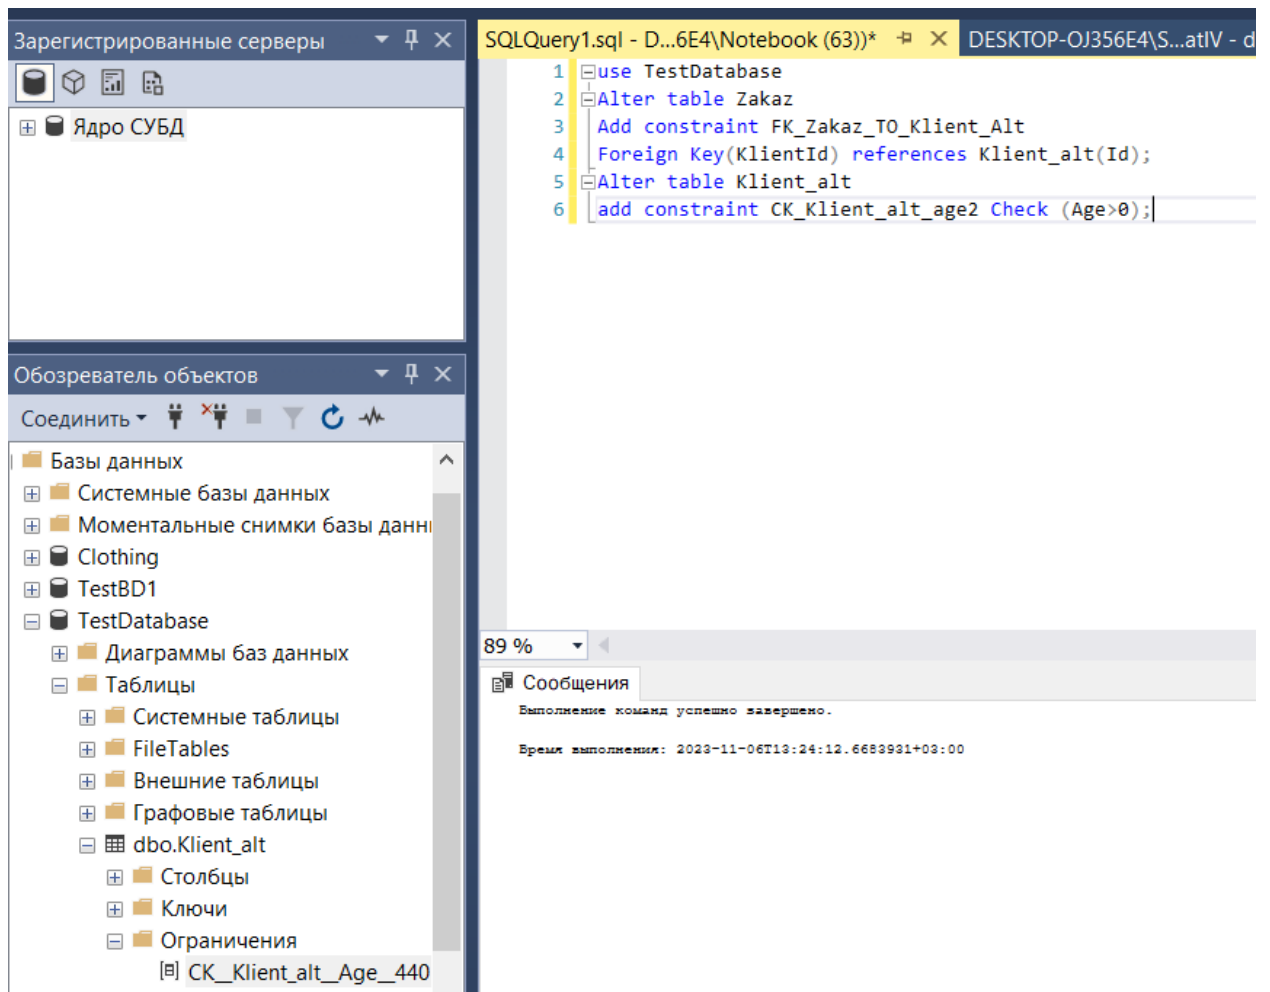 Зарегистрированные серверы
Ядро СУБД
Обозреватель объектов
Соединить
Базы данных
Системные базы данных
Моментальные снимки базы данн
Clothing
TestBD1
TestDatabase
Диаграммы баз данных
Таблицы
Системные таблицы
FileTables
Внешние таблицы
Графовые таблицы
dbo.Klient_alt
Столбцы
Ключи
Ограничения
CK__Klient_alt__Age__440
SQLQuery1.sql - D...6E4\Notebook (63))*
DESKTOP-OJ356E4\S...atIV - d
1 use TestDatabase
2 Alter table Zakaz
3 Add constraint FK_Zakaz_TO_Klient_Alt
4 Foreign Key(KlientId) references Klient_alt(Id);
5 Alter table Klient_alt
6 add constraint CK_Klient_alt_age2 Check (Age>0);
89 %
Сообщения
Выполнение команд успешно завершено.
Время выполнения: 2023-11-06T13:24:12.6683931+03:00